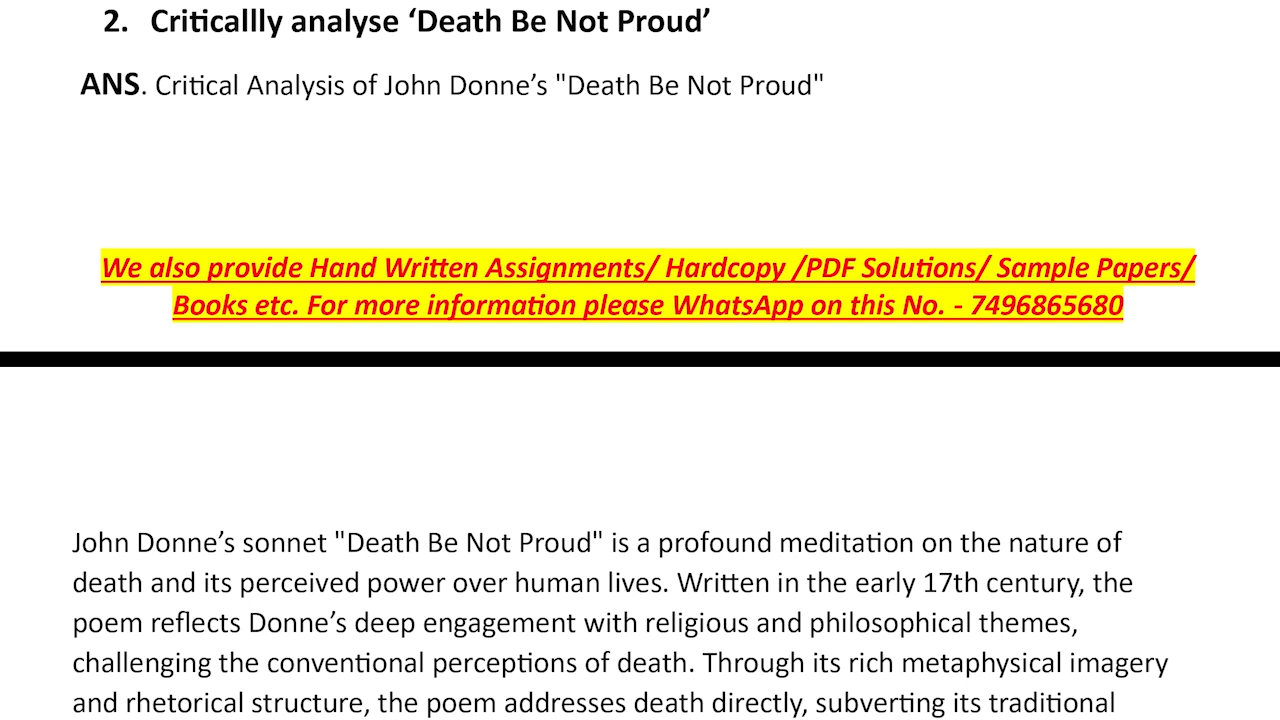 2. Criticallly analyse ‘Death Be Not Proud’
ANS. Critical Analysis of John Donne’s "Death Be Not Proud"
We also provide Hand Written Assignments/ Hardcopy /PDF Solutions/ Sample Papers/
Books etc. For more information please WhatsApp on this No. - 7496865680
John Donne’s sonnet "Death Be Not Proud" is a profound meditation on the nature of
death and its perceived power over human lives. Written in the early 17th century, the
poem reflects Donne’s deep engagement with religious and philosophical themes,
challenging the conventional perceptions of death. Through its rich metaphysical imagery
and rhetorical structure, the poem addresses death directly, subverting its traditional